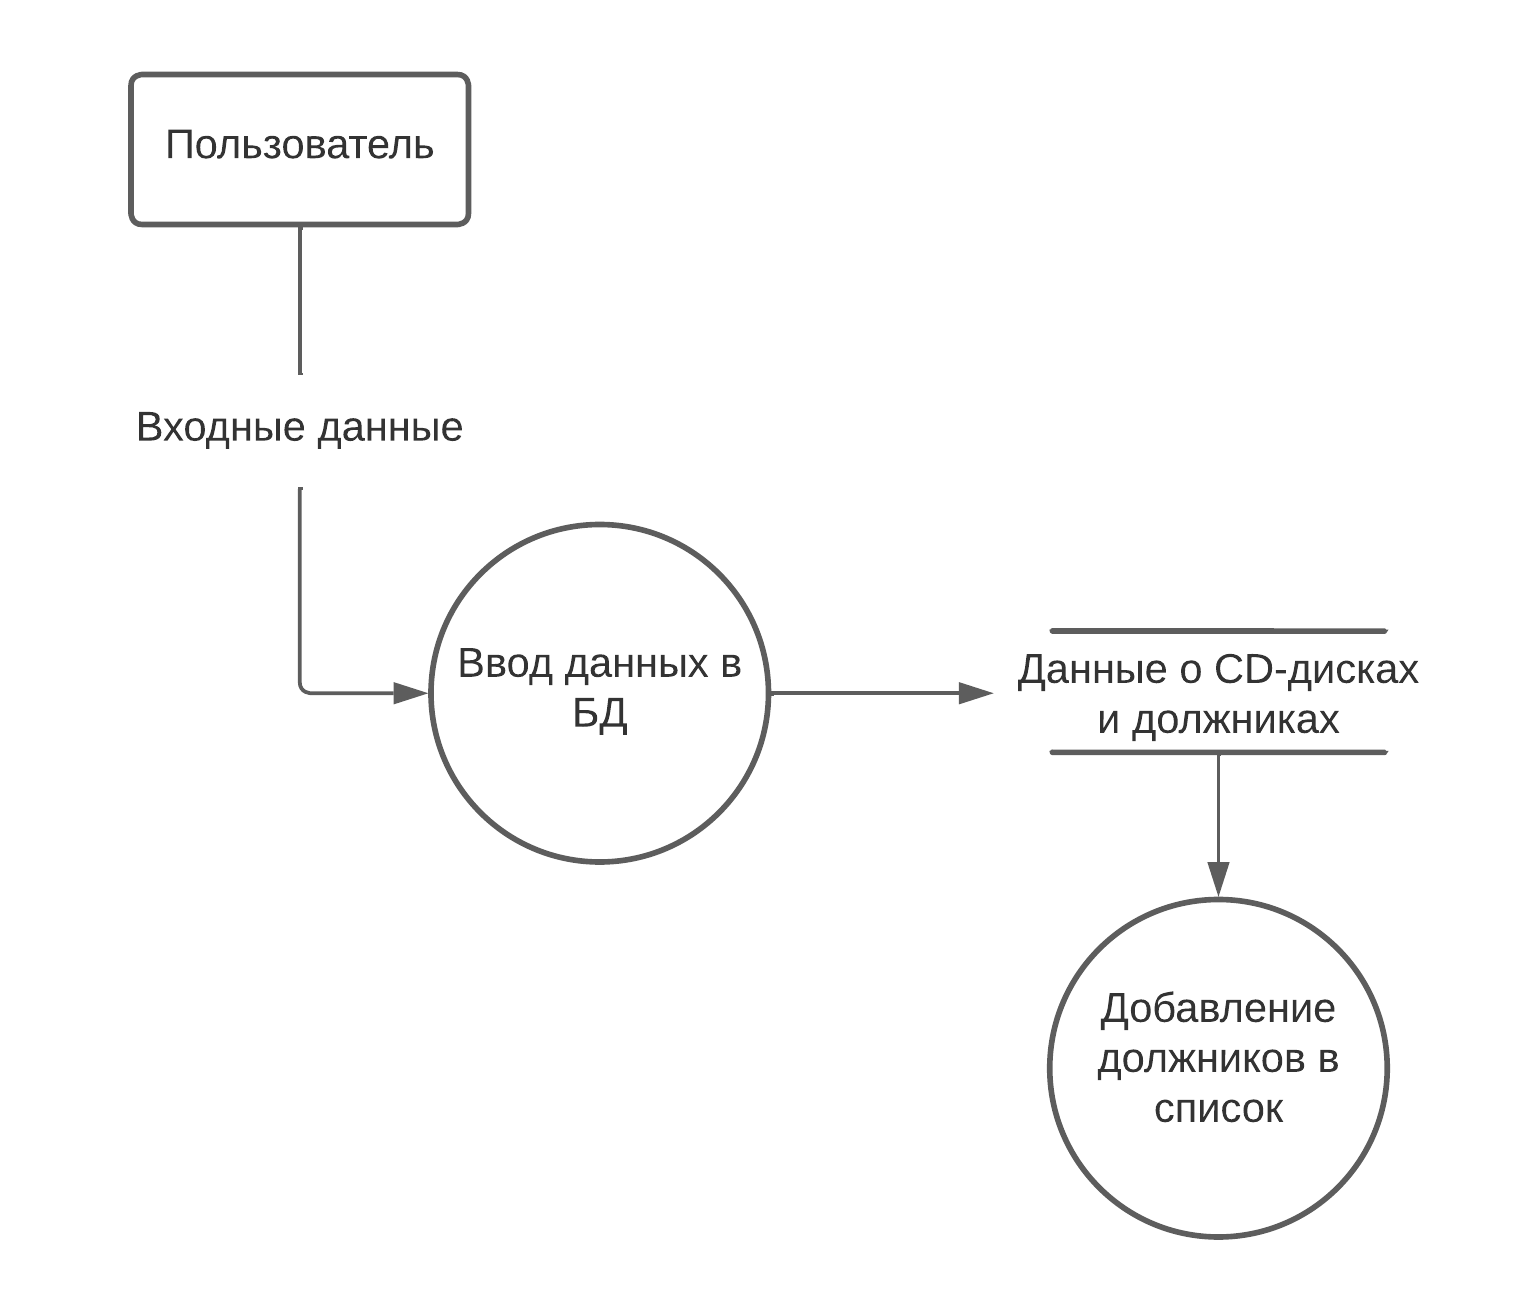 Пользователь
Входные данные
Ввод данных в
БД
Данные о CD-дисках
и должниках
Добавление
должников в
список